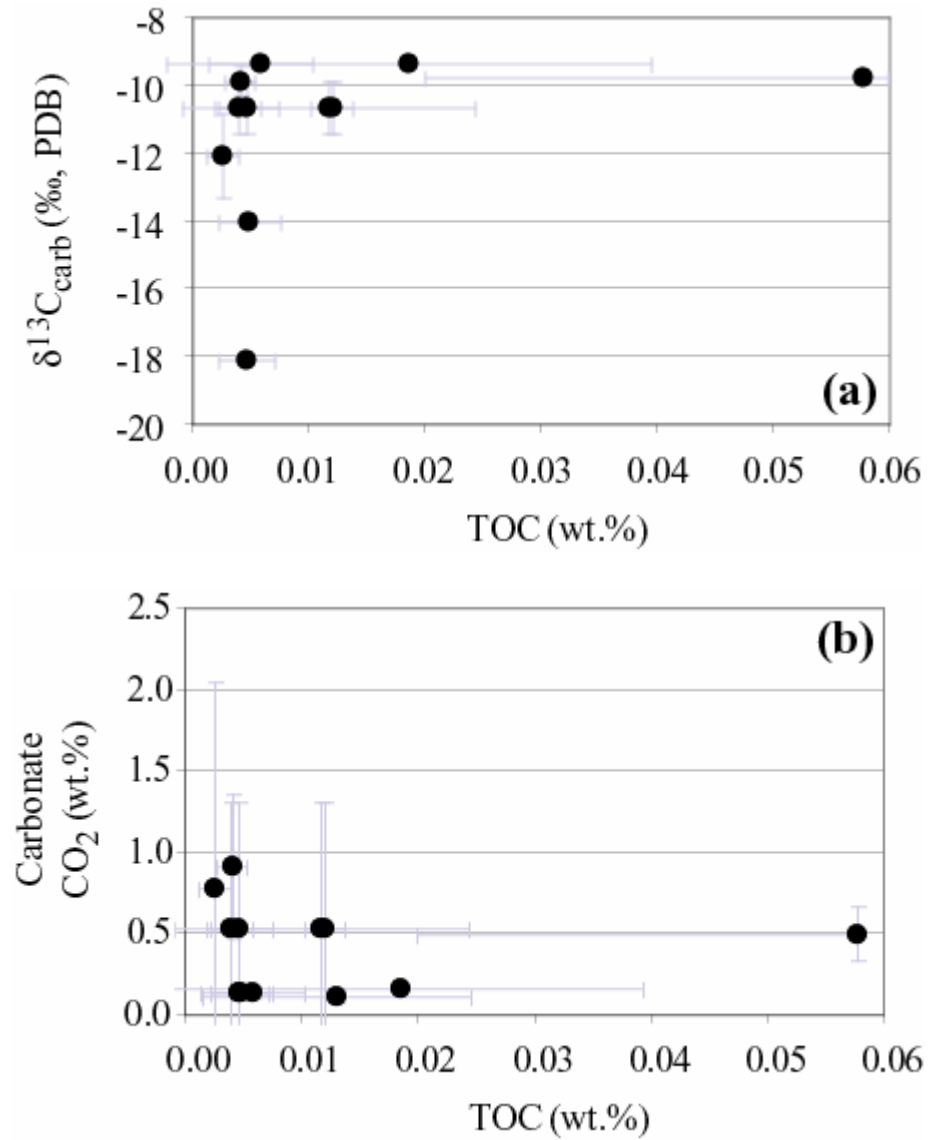 -8
-10
-12
-14
-16
-18
-20
δ¹³C_carb (‰, PDB)
(a)
0.00 0.01 0.02 0.03 0.04 0.05 0.06
TOC (wt.%)
2.5
2.0
1.5
1.0
0.5
0.0
Carbonate
CO₂ (wt.%)
(b)
0.00 0.01 0.02 0.03 0.04 0.05 0.06
TOC (wt.%)